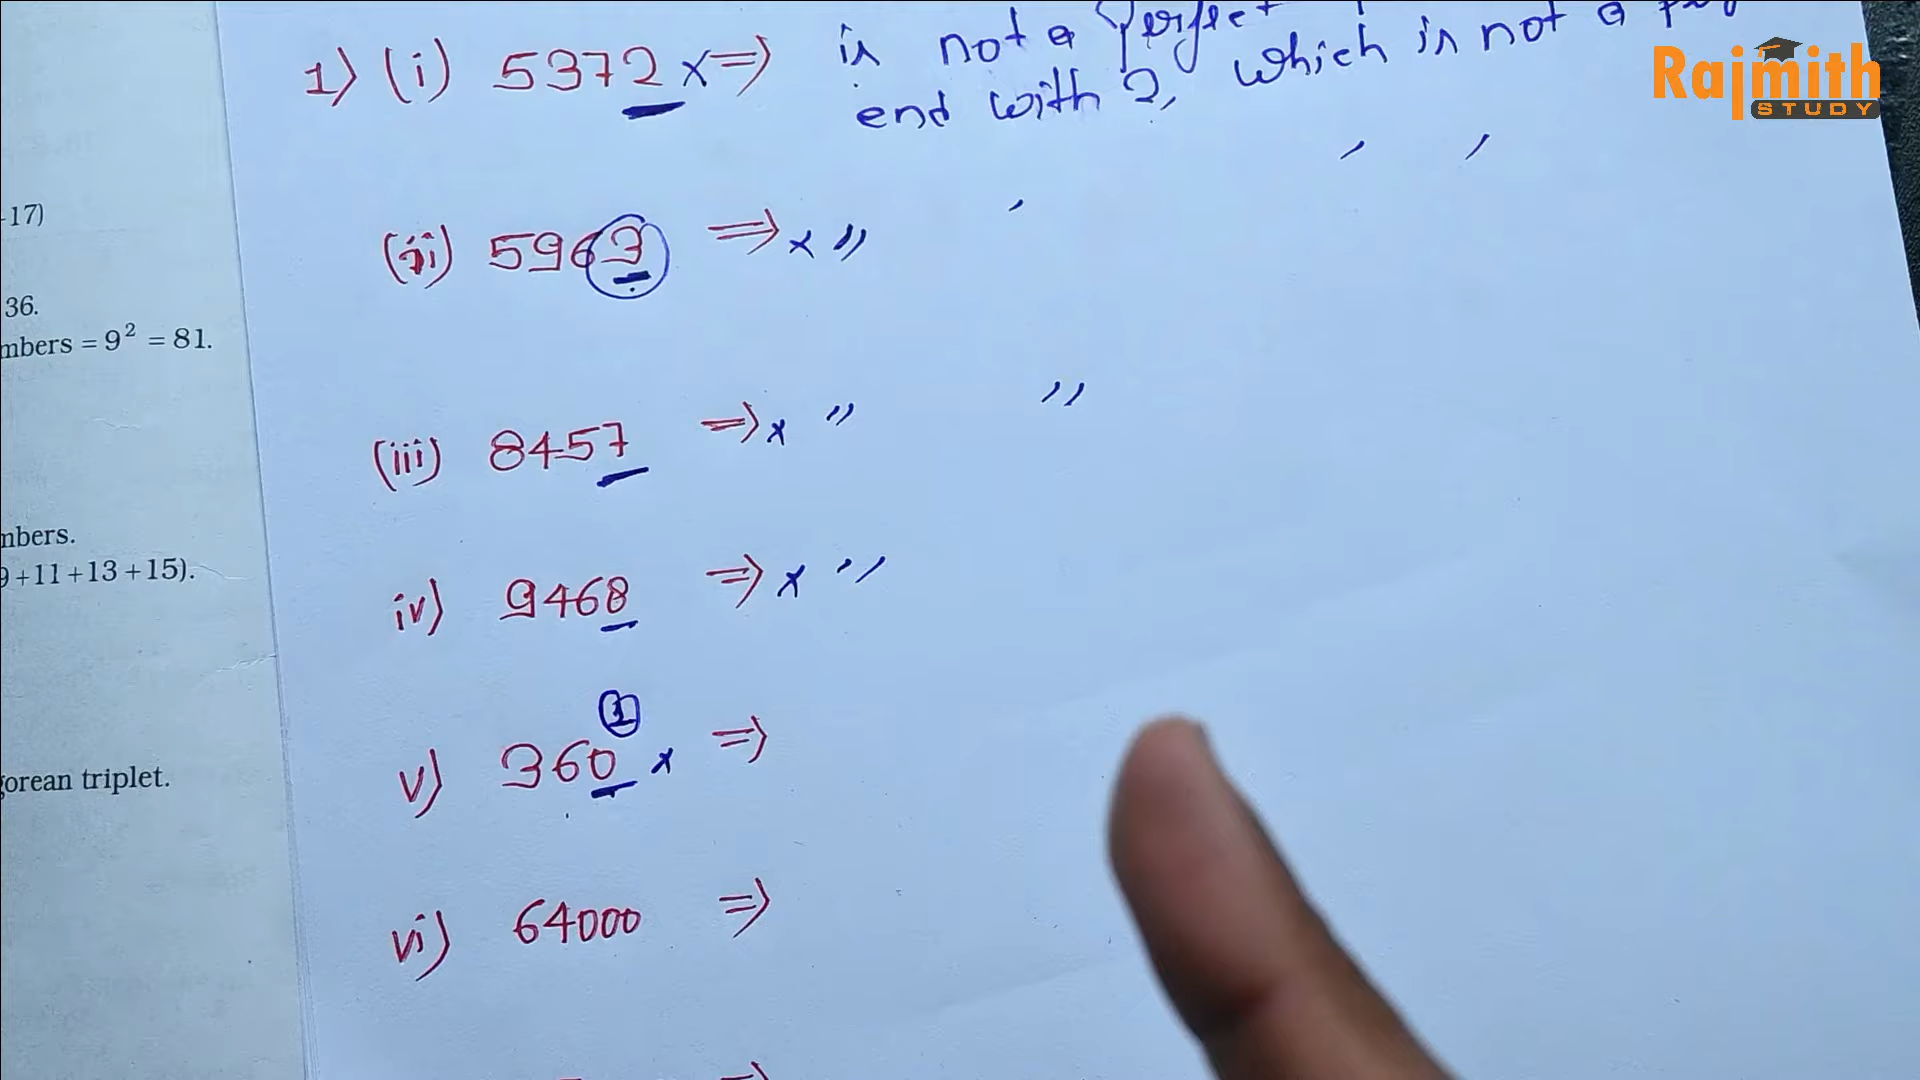 1) (i) 5372 x ⇒ is not a perfect
end with 2, which is not a
Rajmith
STUDY
-17)
(ii) 5963 ⇒ x "
36.
mbers = 9² = 81.
(iii) 8457 ⇒ x " "
mbers.
9+11+13+15).
iv) 9468 ⇒ x "
1
v) 360 x ⇒
gorean triplet.
vi) 64000 ⇒